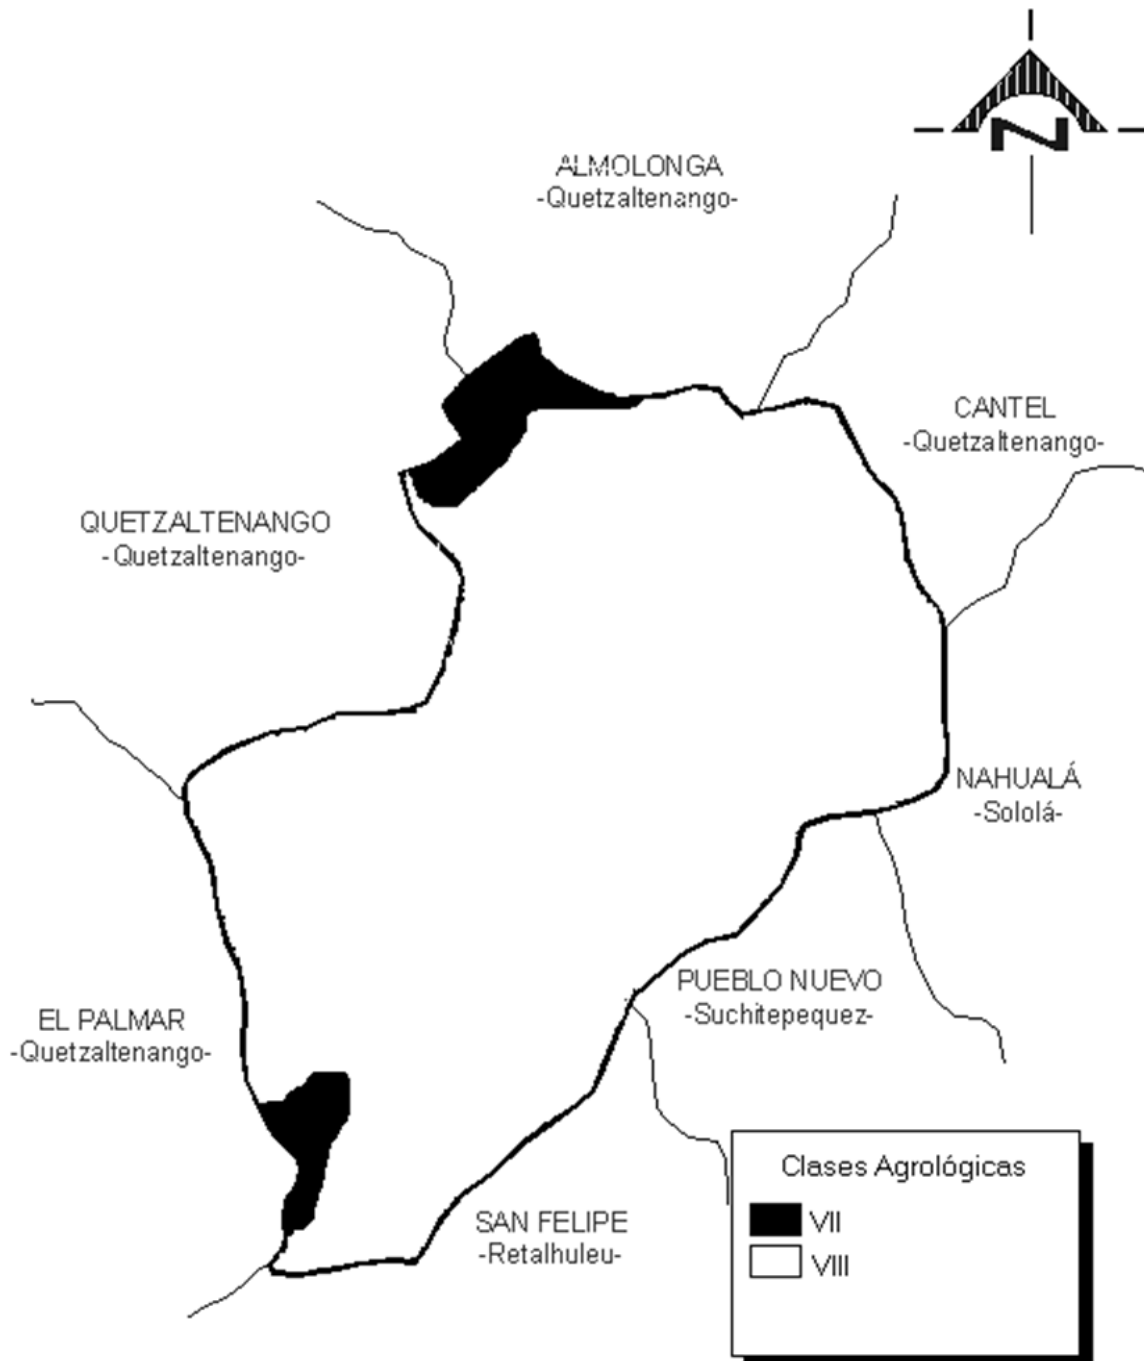 N
ALMOLONGA
-Quetzaltenango-
CANTEL
-Quetzaltenango-
QUETZALTENANGO
-Quetzaltenango-
NAHUALÁ
-Sololá-
PUEBLO NUEVO
-Suchitepequez-
EL PALMAR
-Quetzaltenango-
SAN FELIPE
-Retalhuleu-
Clases Agrológicas
VII
VIII